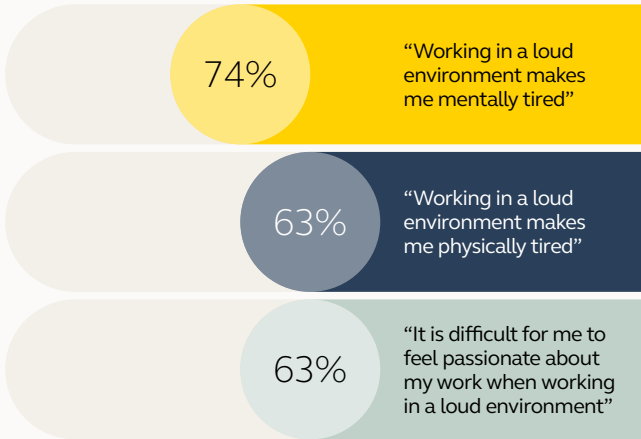 74%
“Working in a loud
environment makes
me mentally tired”
63%
“Working in a loud
environment makes
me physically tired”
63%
“It is difficult for me to
feel passionate about
my work when working
in a loud environment”